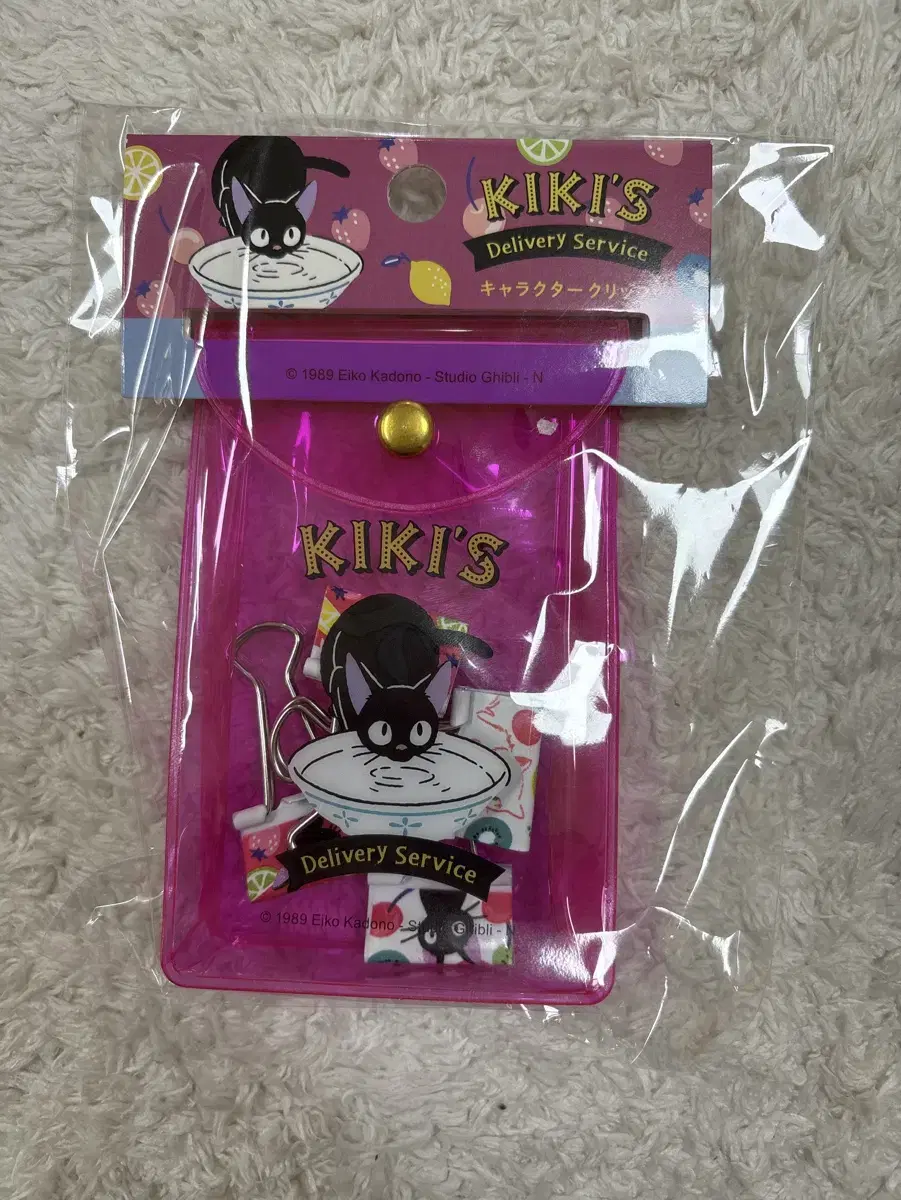 KIKI'S
Delivery Service
キャラクタークリッ
© 1989 Eiko Kadono - Studio Ghibli - N
KIKI'S
Delivery Service
© 1989 Eiko Kadono - Studio Ghibli - N